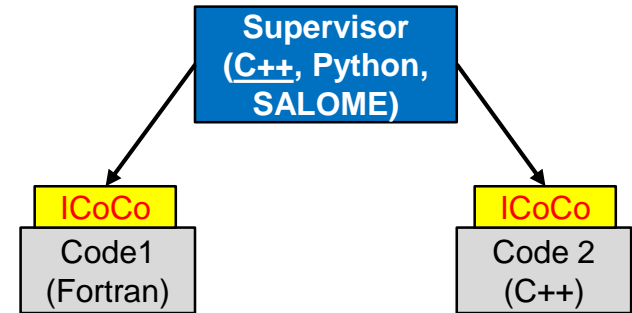 Supervisor
(C++, Python,
SALOME)
ICoCo
Code1
(Fortran)
ICoCo
Code 2
(C++)